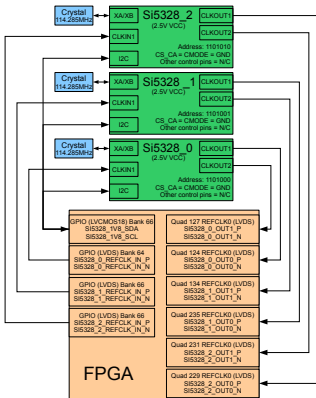 Crystal
114.285MHz
XA/XB
Si5328_2
(2.5V VCC)
CLKOUT1
CLKOUT2
CLKIN1
I2C
Address: 1101010
CS_CA = CMODE = GND
Other control pins = N/C
Crystal
114.285MHz
XA/XB
Si5328_1
(2.5V VCC)
CLKOUT1
CLKOUT2
CLKIN1
I2C
Address: 1101001
CS_CA = CMODE = GND
Other control pins = N/C
Crystal
114.285MHz
XA/XB
Si5328_0
(2.5V VCC)
CLKOUT1
CLKOUT2
CLKIN1
I2C
Address: 1101000
CS_CA = CMODE = GND
Other control pins = N/C
GPIO (LVCMOS18) Bank 66
SI5328_1V8_SDA
SI5328_1V8_SCL
Quad 127 REFCLK0 (LVDS)
SI5328_0_OUT1_P
SI5328_0_OUT1_N
GPIO (LVDS) Bank 64
SI5328_0_REFCLK_IN_P
SI5328_0_REFCLK_IN_N
Quad 124 REFCLK0 (LVDS)
SI5328_0_OUT0_P
SI5328_0_OUT0_N
GPIO (LVDS) Bank 66
SI5328_1_REFCLK_IN_P
SI5328_1_REFCLK_IN_N
Quad 134 REFCLK0 (LVDS)
SI5328_1_OUT1_P
SI5328_1_OUT1_N
GPIO (LVDS) Bank 66
SI5328_2_REFCLK_IN_P
SI5328_2_REFCLK_IN_N
Quad 235 REFCLK0 (LVDS)
SI5328_1_OUT0_P
SI5328_1_OUT0_N
Quad 231 REFCLK0 (LVDS)
SI5328_2_OUT1_P
SI5328_2_OUT1_N
Quad 229 REFCLK0 (LVDS)
SI5328_2_OUT0_P
SI5328_2_OUT0_N
FPGA